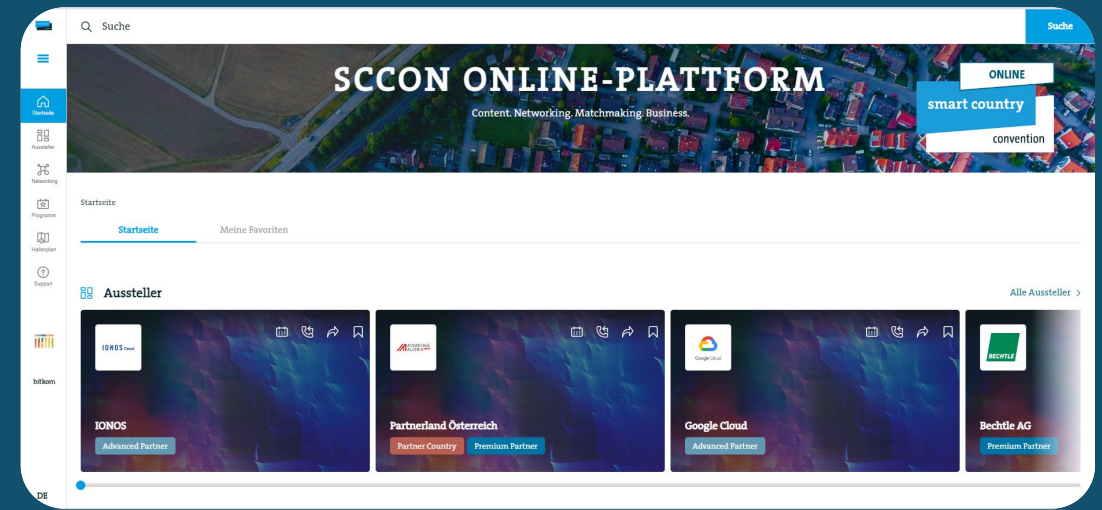 Suche
Suche
SCCON ONLINE-PLATTFORM
Content. Networking. Matchmaking. Business.
ONLINE
smart country
convention
Startseite
Aussteller
Networking
Programm
Hallenplan
Support
bitkom
DE
Startseite
Startseite
Meine Favoriten
Aussteller
Alle Aussteller >
IONOS Cloud
IONOS
Advanced Partner
ADVANTAGE
AUSTRIA
Partnerland Österreich
Partner Country
Premium Partner
Google Cloud
Google Cloud
Advanced Partner
BECHTLE
Bechtle AG
Premium Partner